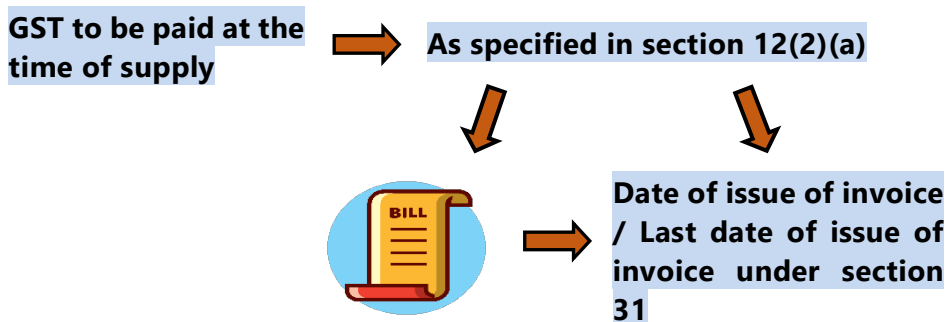 GST to be paid at the
time of supply
As specified in section 12(2)(a)
BILL
Date of issue of invoice
/ Last date of issue of
invoice under section
31